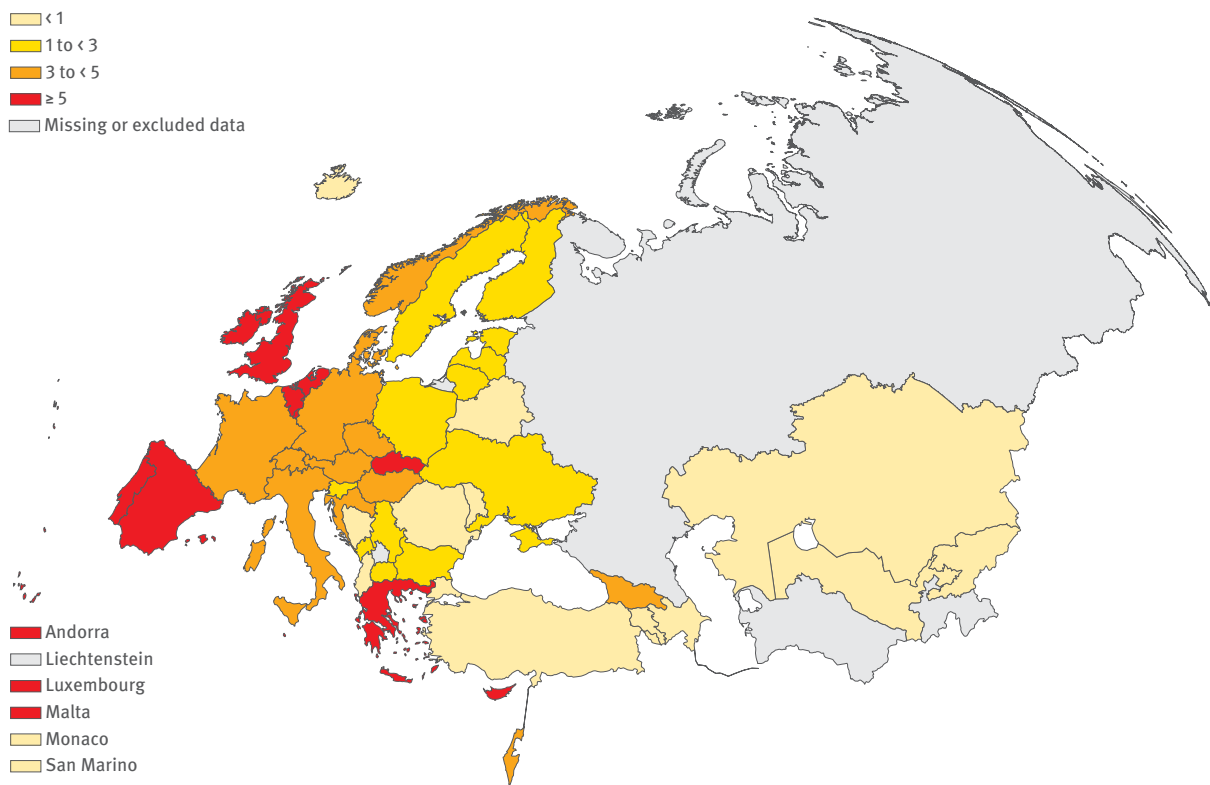 < 1
1 to < 3
3 to < 5
≥ 5
Missing or excluded data
Andorra
Liechtenstein
Luxembourg
Malta
Monaco
San Marino